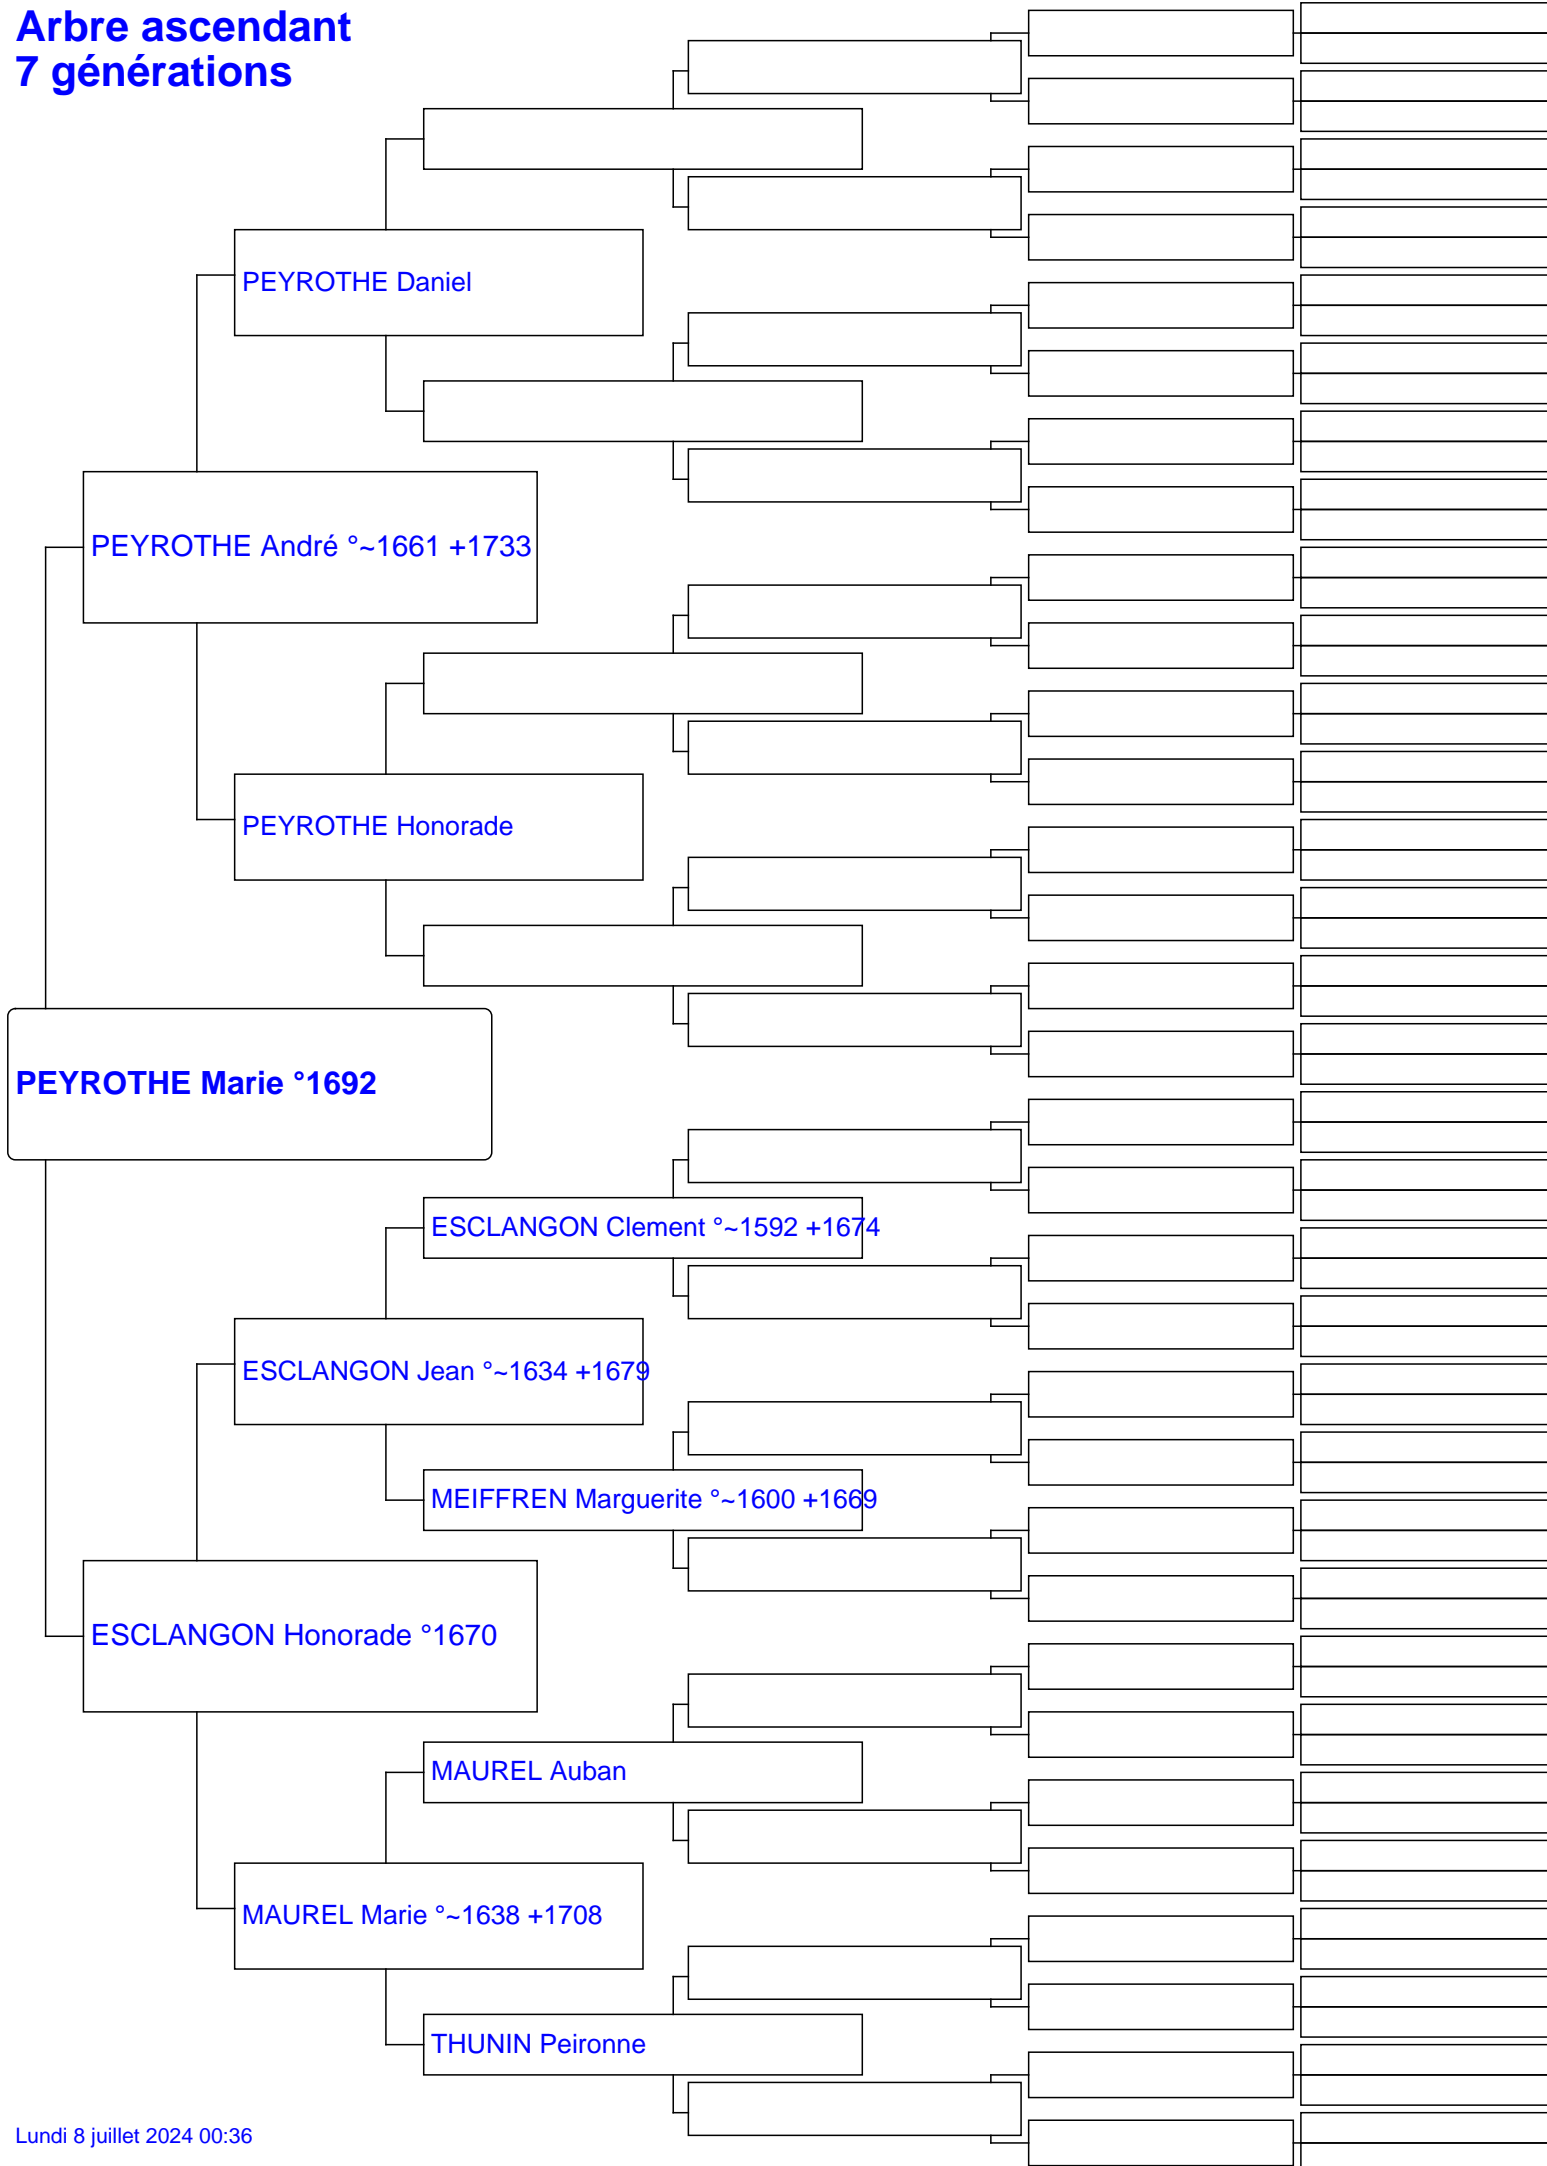 Arbre ascendant
7 générations
PEYROTHE Daniel
PEYROTHE André °~1661 +1733
PEYROTHE Honorade
PEYROTHE Marie °1692
ESCLANGON Clement °~1592 +1674
ESCLANGON Jean °~1634 +1679
MEIFFREN Marguerite °~1600 +1669
ESCLANGON Honorade °1670
MAUREL Auban
MAUREL Marie °~1638 +1708
THUNIN Peironne
Lundi 8 juillet 2024 00:36